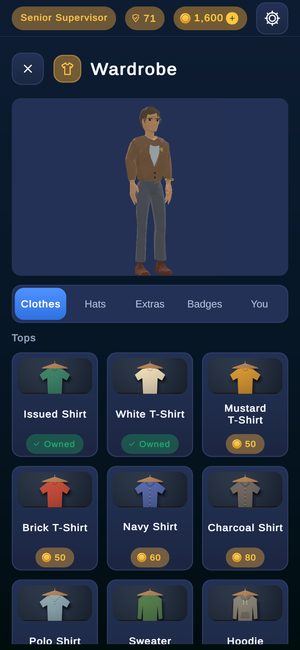 Senior Supervisor 71 1,600 +
Wardrobe
Clothes Hats Extras Badges You
Tops
Issued Shirt White T-Shirt Mustard
T-Shirt
Owned Owned 50
Brick T-Shirt Navy Shirt Charcoal Shirt
50 60 80
Polo Shirt Sweater Hoodie